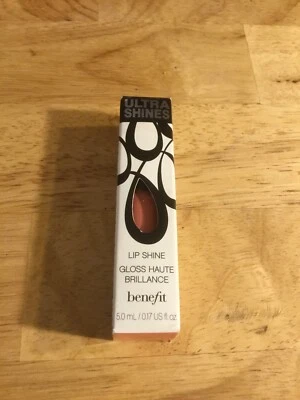 ULTRA
SHINES
LIP SHINE
GLOSS HAUTE
BRILLANCE
benefit
5.0 mL / 0.17 US fl oz